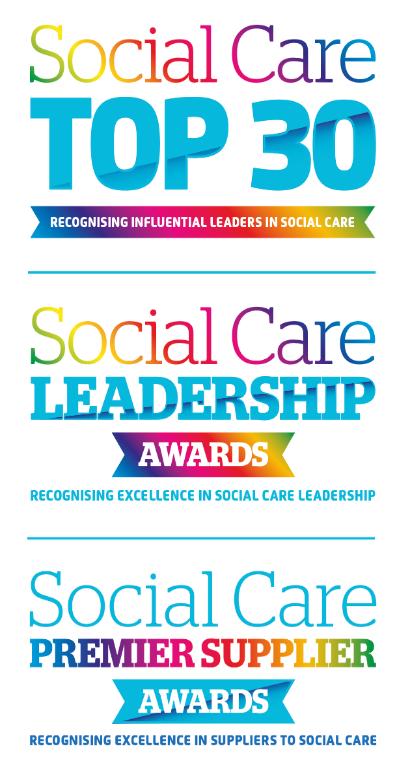 Social Care
TOP 30
RECOGNISING INFLUENTIAL LEADERS IN SOCIAL CARE
Social Care
LEADERSHIP
AWARDS
RECOGNISING EXCELLENCE IN SOCIAL CARE LEADERSHIP
Social Care
PREMIER SUPPLIER
AWARDS
RECOGNISING EXCELLENCE IN SUPPLIERS TO SOCIAL CARE